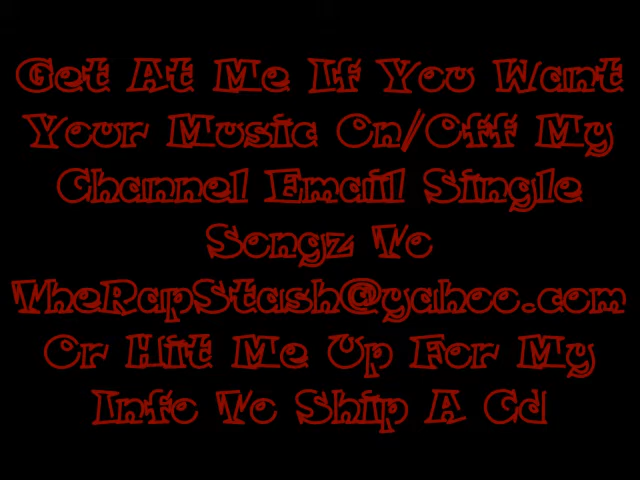 Get At Me If You Want
Your Music On/Off My
Channel Email Single
Songz To
TheRapStash@yahoo.com
Or Hit Me Up For My
Info To Ship A Cd